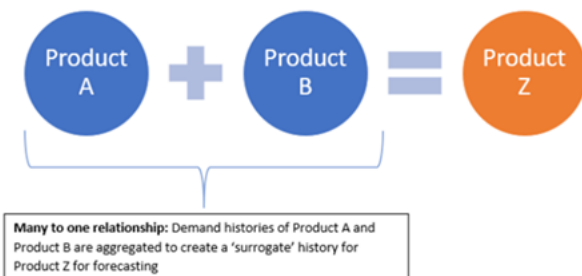 Product
A
Product
B
Product
Z
Many to one relationship: Demand histories of Product A and
Product B are aggregated to create a 'surrogate' history for
Product Z for forecasting